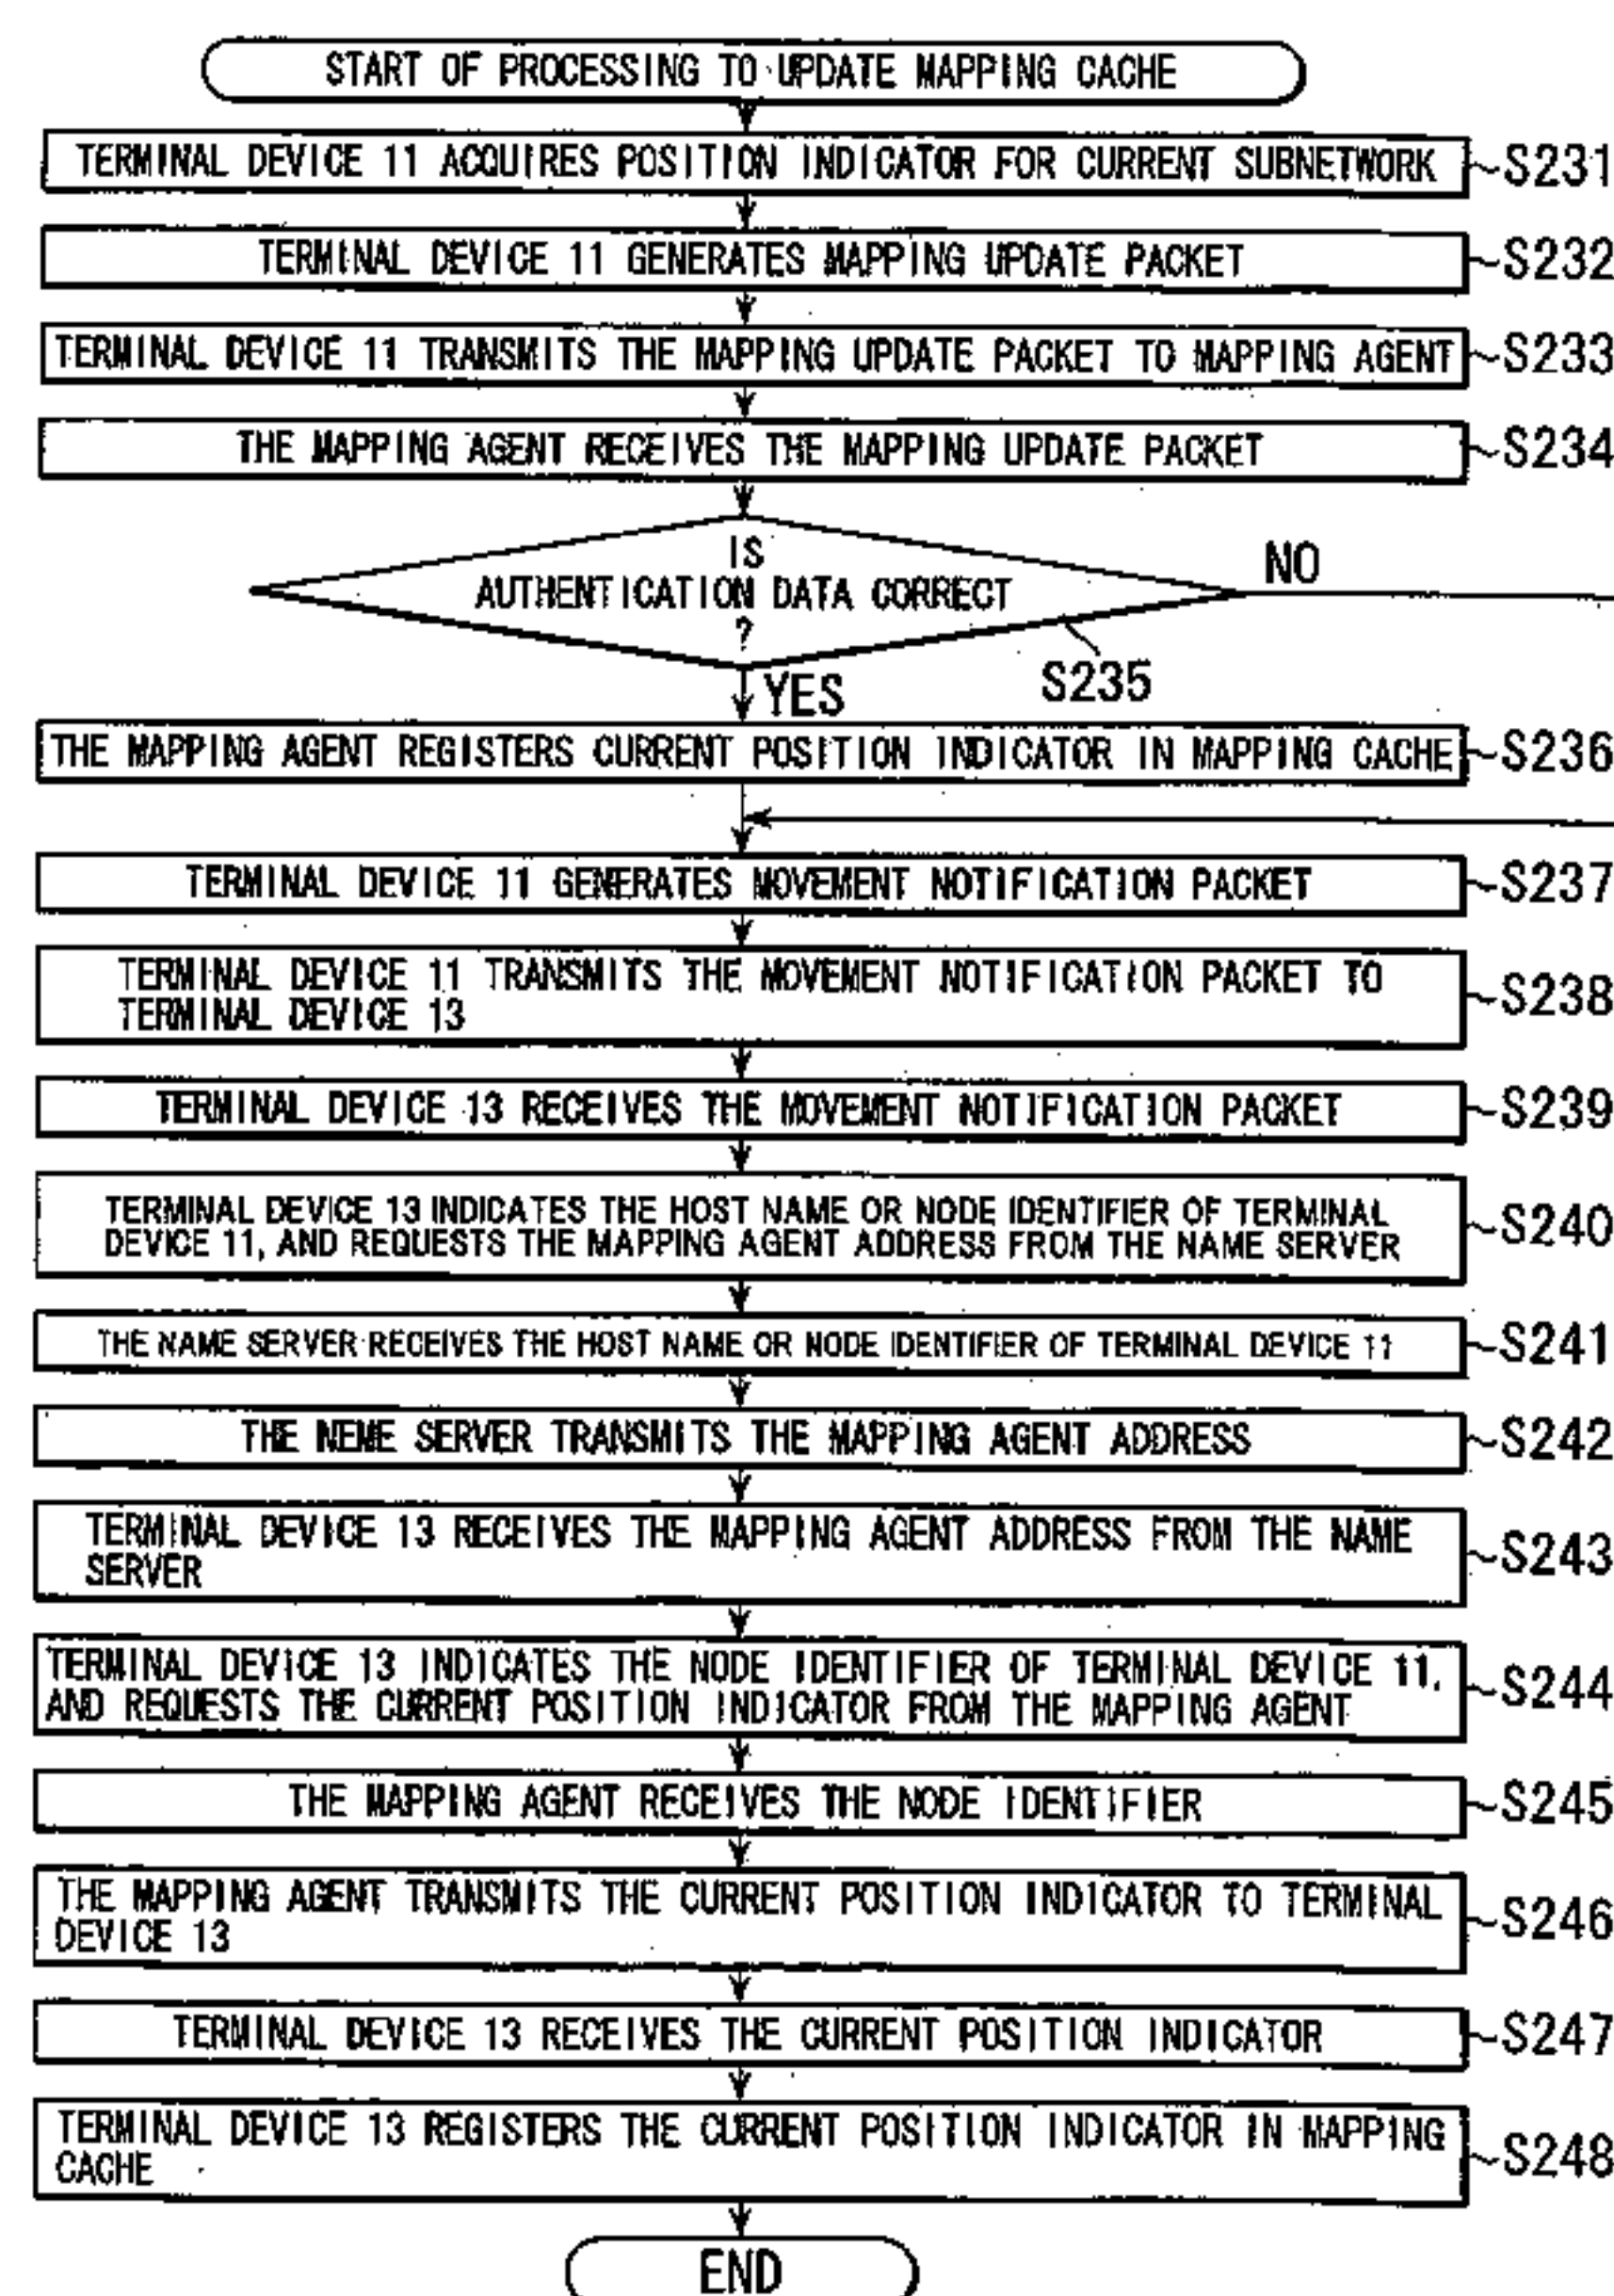 START OF PROCESSING TO UPDATE MAPPING CACHE
TERMINAL DEVICE 11 ACQUIRES POSITION INDICATOR FOR CURRENT SUBNETWORK
S231
TERMINAL DEVICE 11 GENERATES MAPPING UPDATE PACKET
S232
TERMINAL DEVICE 11 TRANSMITS THE MAPPING UPDATE PACKET TO MAPPING AGENT
S233
THE MAPPING AGENT RECEIVES THE MAPPING UPDATE PACKET
S234
IS
AUTHENTICATION DATA CORRECT
?
NO
S235
YES
THE MAPPING AGENT REGISTERS CURRENT POSITION INDICATOR IN MAPPING CACHE
S236
TERMINAL DEVICE 11 GENERATES MOVEMENT NOTIFICATION PACKET
S237
TERMINAL DEVICE 11 TRANSMITS THE MOVEMENT NOTIFICATION PACKET TO
TERMINAL DEVICE 13
S238
TERMINAL DEVICE 13 RECEIVES THE MOVEMENT NOTIFICATION PACKET
S239
TERMINAL DEVICE 13 INDICATES THE HOST NAME OR NODE IDENTIFIER OF TERMINAL
DEVICE 11, AND REQUESTS THE MAPPING AGENT ADDRESS FROM THE NAME SERVER
S240
THE NAME SERVER RECEIVES THE HOST NAME OR NODE IDENTIFIER OF TERMINAL DEVICE 11
S241
THE NEME SERVER TRANSMITS THE MAPPING AGENT ADDRESS
S242
TERMINAL DEVICE 13 RECEIVES THE MAPPING AGENT ADDRESS FROM THE NAME
SERVER
S243
TERMINAL DEVICE 13 INDICATES THE NODE IDENTIFIER OF TERMINAL DEVICE 11,
AND REQUESTS THE CURRENT POSITION INDICATOR FROM THE MAPPING AGENT
S244
THE MAPPING AGENT RECEIVES THE NODE IDENTIFIER
S245
THE MAPPING AGENT TRANSMITS THE CURRENT POSITION INDICATOR TO TERMINAL
DEVICE 13
S246
TERMINAL DEVICE 13 RECEIVES THE CURRENT POSITION INDICATOR
S247
TERMINAL DEVICE 13 REGISTERS THE CURRENT POSITION INDICATOR IN MAPPING
CACHE
S248
END